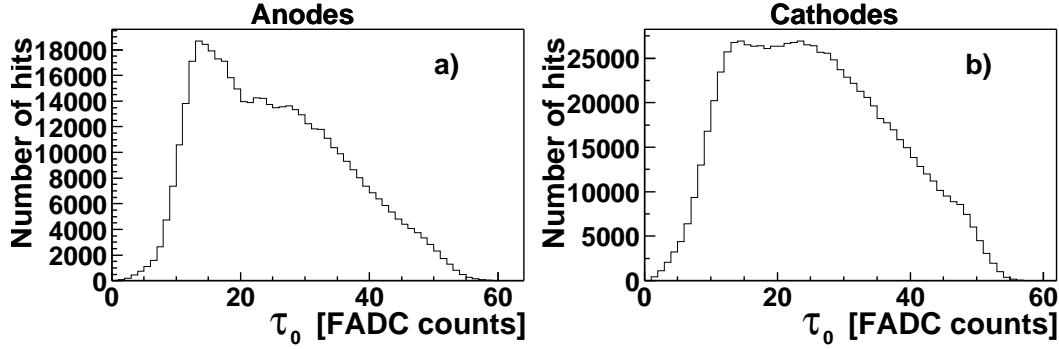 Anodes
Number of hits
18000
16000
14000
12000
10000
8000
6000
4000
2000
0
a)
0 20 40 60
τ0 [FADC counts]
Cathodes
Number of hits
25000
20000
15000
10000
5000
0
b)
0 20 40 60
τ0 [FADC counts]